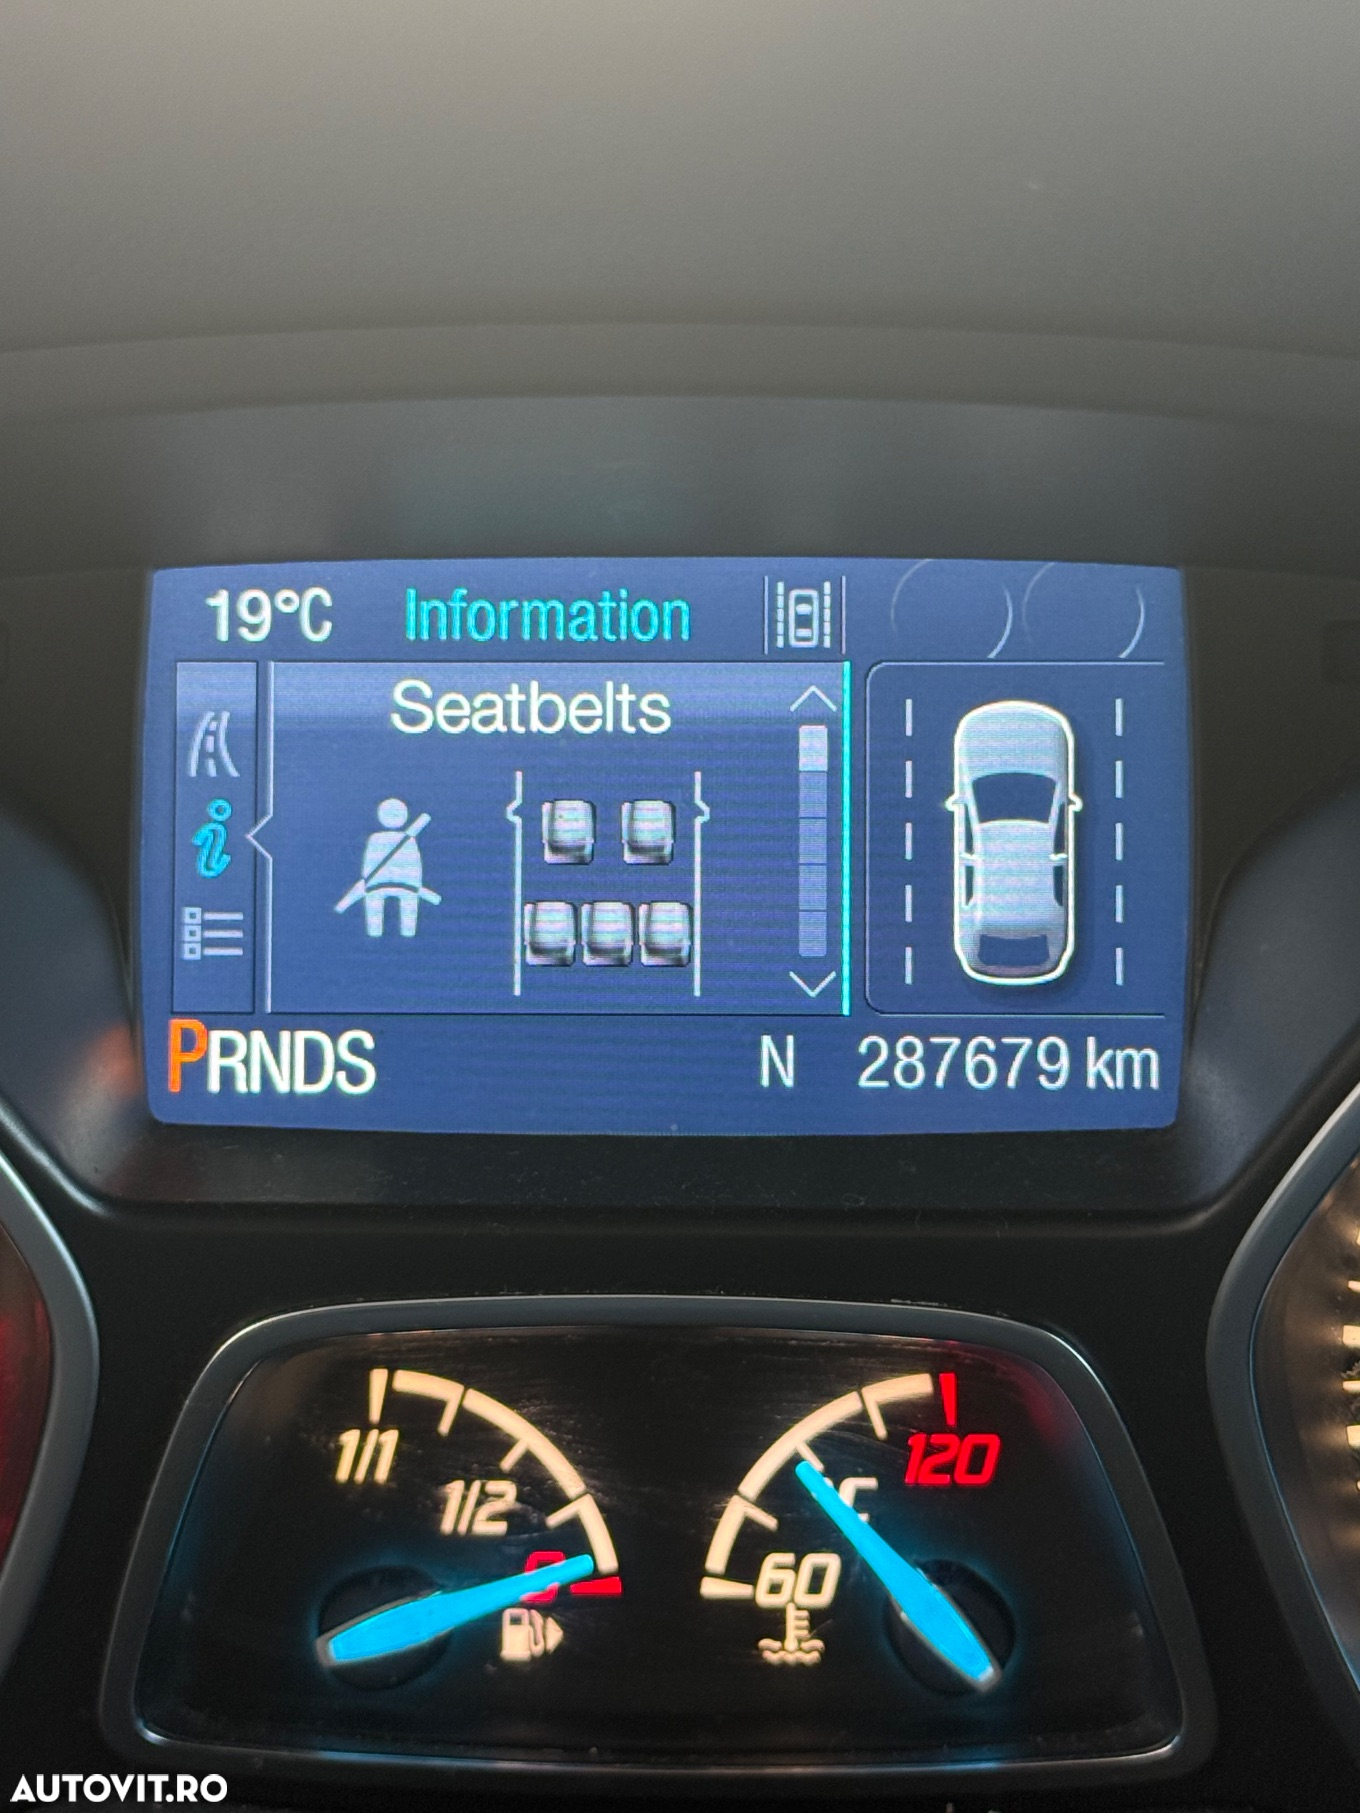 19°C Information
Seatbelts
PRNDS N 287679 km
1/1
1/2
0
°C
120
60
AUTOVIT.RO